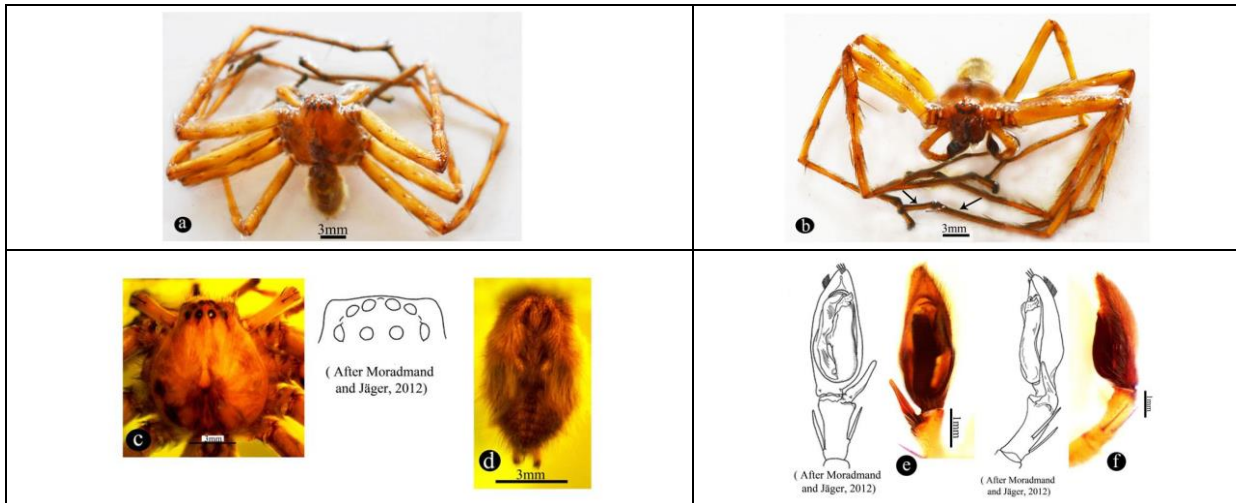 a
3mm
b
3mm
c
3mm
( After Moradmand
and Jäger, 2012)
d
3mm
( After Moradmand
and Jäger, 2012)
e
1mm
( After Moradmand
and Jäger, 2012)
f
1mm